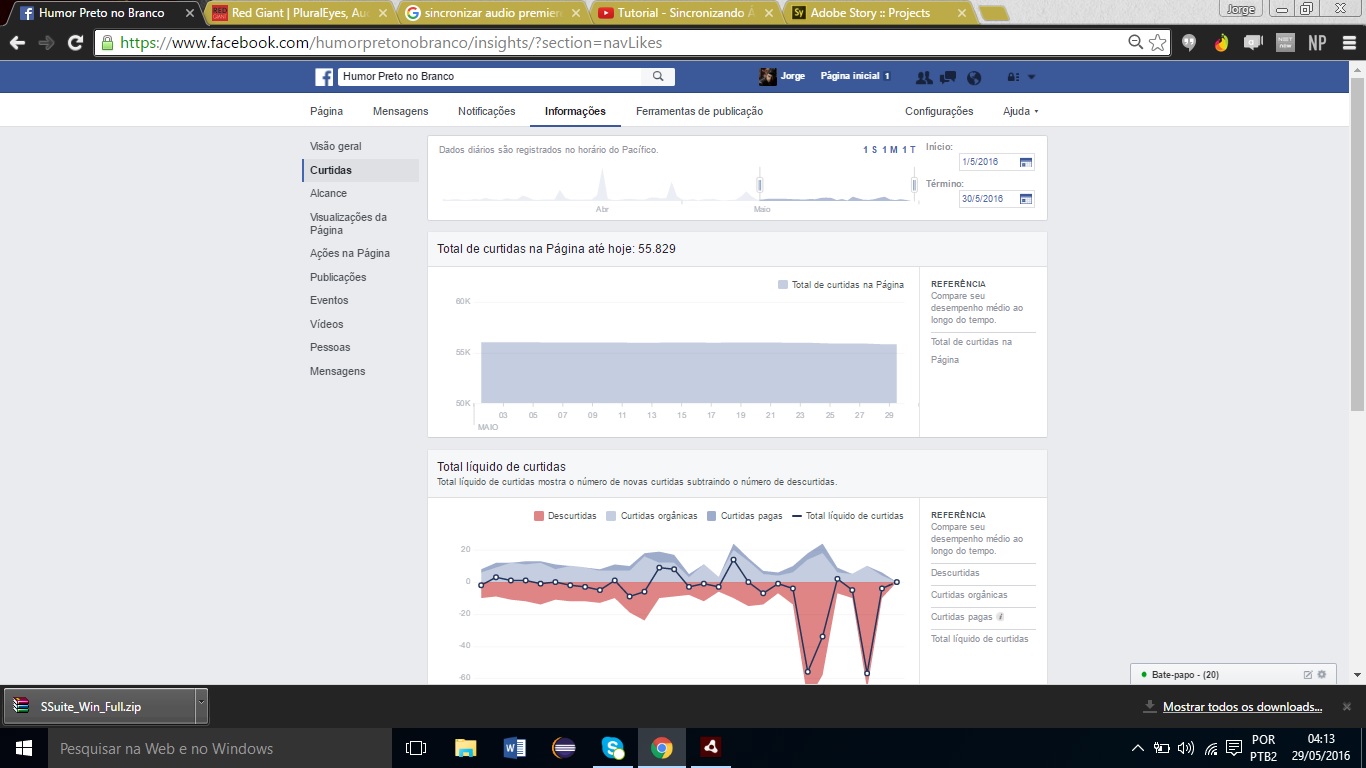 Humor Preto no Branco
Red Giant | PluralEyes, Au
sincronizar audio premier
Tutorial - Sincronizando
Adobe Story :: Projects
Jorge
https://www.facebook.com/humorpretonobranco/insights/?section=navLikes
NP
Humor Preto no Branco
Jorge
Página inicial 1
Página
Mensagens
Notificações
Informações
Ferramentas de publicação
Configurações
Ajuda
Visão geral
Curtidas
Alcance
Visualizações da
Página
Ações na Página
Publicações
Eventos
Vídeos
Pessoas
Mensagens
Dados diários são registrados no horário do Pacífico.
1 S 1 M 1 T
Início:
1/5/2016
Término:
30/5/2016
Abr
Maio
Total de curtidas na Página até hoje: 55.829
Total de curtidas na Página
60K
55K
50K
03 05 07 09 11 13 15 17 19 21 23 25 27 29
MAIO
REFERÊNCIA
Compare seu
desempenho médio ao
longo do tempo.
Total de curtidas na
Página
Total líquido de curtidas
Total líquido de curtidas mostra o número de novas curtidas subtraindo o número de descurtidas.
Descurtidas
Curtidas orgânicas
Curtidas pagas
Total líquido de curtidas
20
0
-20
-40
-60
REFERÊNCIA
Compare seu
desempenho médio ao
longo do tempo.
Descurtidas
Curtidas orgânicas
Curtidas pagas
Total líquido de curtidas
Bate-papo - (20)
SSuite_Win_Full.zip
Mostrar todos os downloads...
Pesquisar na Web e no Windows
POR
PTB2
04:13
29/05/2016